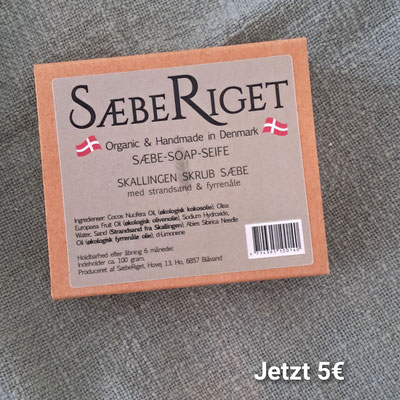 SÆBERIGET
Organic & Handmade in Denmark
SÆBE-SOAP-SEIFE
SKALLINGEN SKRUB SÆBE
med strandsand & fyrrenåle
Ingredienser: Cocos Nucifera Oil (økologisk kokosolie), Olea
Europaea Fruit Oil (økologisk olivenolie), Sodium Hydroxide,
Water, Sand (Strandsand fra Skallingen), Abies Sibirica Needle
Oil (økologisk fyrrenåle olie), d-Limonene
Holdbarhed efter åbning 6 måneder.
Indeholder ca. 100 gram.
Produceret af SæbeRiget, Hovej 13, Ho, 6857 Blåvand
Jetzt 5€